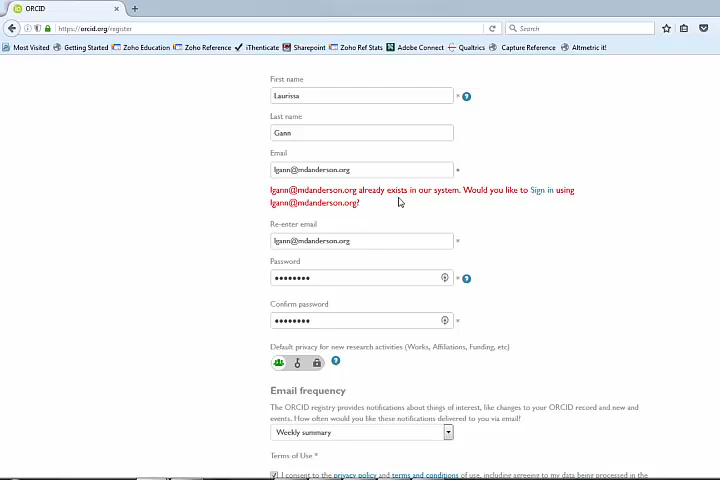 ORCID
https://orcid.org/register
Search
Most Visited Getting Started Zoho Education Zoho Reference iThenticate Sharepoint Zoho Ref Stats Adobe Connect Qualtrics Capture Reference Altmetric it!
First name
Laurissa
*
Last name
Gann
Email
lgann@mdanderson.org
*
lgann@mdanderson.org already exists in our system. Would you like to Sign in using
lgann@mdanderson.org?
Re-enter email
lgann@mdanderson.org
*
Password
••••••••
*
Confirm password
••••••••
*
Default privacy for new research activities (Works, Affiliations, Funding, etc)
Email frequency
The ORCID registry provides notifications about things of interest, like changes to your ORCID record and new and
events. How often would you like these notifications delivered to you via email?
Weekly summary
Terms of Use *
I consent to the privacy policy and terms and conditions of use, including agreeing to my data being processed in the